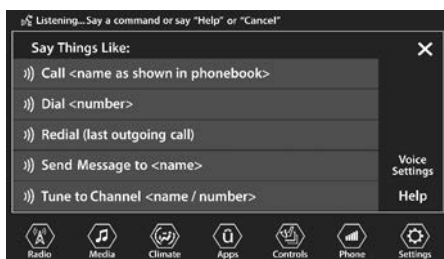 Listening...Say a command or say "Help" or "Cancel"
Say Things Like:
Call <name as shown in phonebook>
Dial <number>
Redial (last outgoing call)
Send Message to <name>
Voice
Settings
Tune to Channel <name / number>
Help
Radio Media Climate Apps Controls Phone Settings